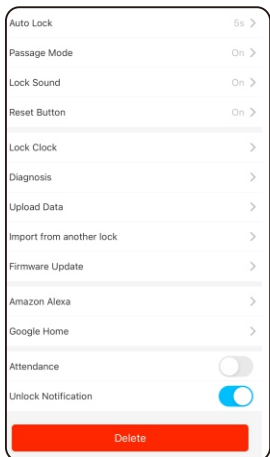 Auto Lock 5s
Passage Mode On
Lock Sound On
Reset Button On
Lock Clock
Diagnosis
Upload Data
Import from another lock
Firmware Update
Amazon Alexa
Google Home
Attendance
Unlock Notification
Delete